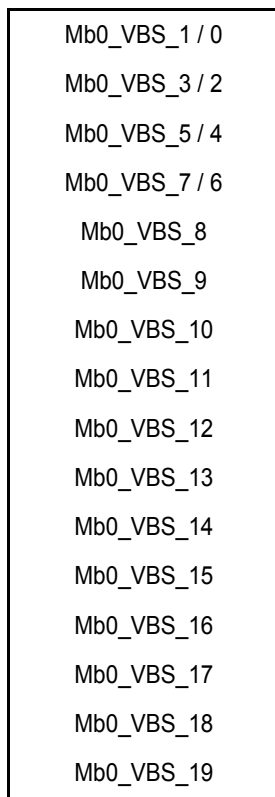 Mb0_VBS_1 / 0
Mb0_VBS_3 / 2
Mb0_VBS_5 / 4
Mb0_VBS_7 / 6
Mb0_VBS_8
Mb0_VBS_9
Mb0_VBS_10
Mb0_VBS_11
Mb0_VBS_12
Mb0_VBS_13
Mb0_VBS_14
Mb0_VBS_15
Mb0_VBS_16
Mb0_VBS_17
Mb0_VBS_18
Mb0_VBS_19